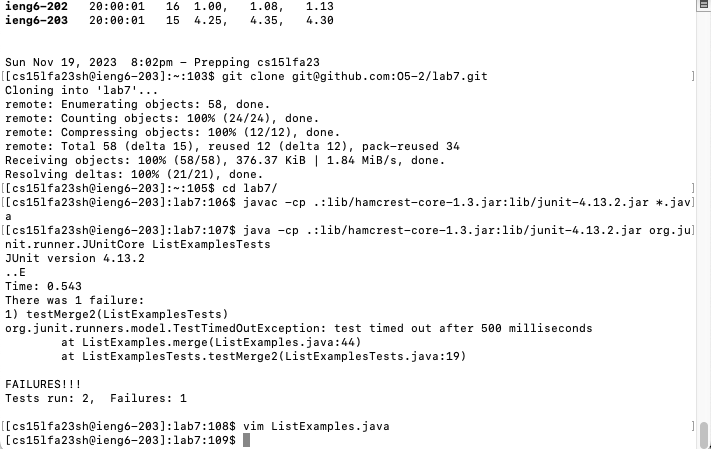 ieng6-202   20:00:01   16  1.00,   1.08,   1.13
ieng6-203   20:00:01   15  4.25,   4.35,   4.30
Sun Nov 19, 2023  8:02pm - Prepping cs15lfa23
[[cs15lfa23sh@ieng6-203]:~:103$ git clone git@github.com:O5-2/lab7.git ]
Cloning into 'lab7'...
remote: Enumerating objects: 58, done.
remote: Counting objects: 100% (24/24), done.
remote: Compressing objects: 100% (12/12), done.
remote: Total 58 (delta 15), reused 12 (delta 12), pack-reused 34
Receiving objects: 100% (58/58), 376.37 KiB | 1.84 MiB/s, done.
Resolving deltas: 100% (21/21), done.
[[cs15lfa23sh@ieng6-203]:~:105$ cd lab7/ ]
[[cs15lfa23sh@ieng6-203]:lab7:106$ javac -cp .:lib/hamcrest-core-1.3.jar:lib/junit-4.13.2.jar *.jav]
a
[[cs15lfa23sh@ieng6-203]:lab7:107$ java -cp .:lib/hamcrest-core-1.3.jar:lib/junit-4.13.2.jar org.ju]
nit.runner.JUnitCore ListExamplesTests
JUnit version 4.13.2
..E
Time: 0.543
There was 1 failure:
1) testMerge2(ListExamplesTests)
org.junit.runners.model.TestTimedOutException: test timed out after 500 milliseconds
        at ListExamples.merge(ListExamples.java:44)
        at ListExamplesTests.testMerge2(ListExamplesTests.java:19)
FAILURES!!!
Tests run: 2,  Failures: 1
[[cs15lfa23sh@ieng6-203]:lab7:108$ vim ListExamples.java ]
[cs15lfa23sh@ieng6-203]:lab7:109$